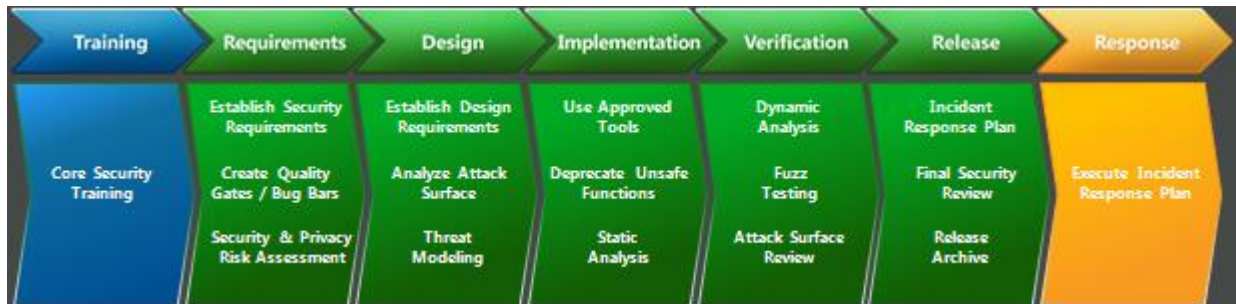 Training
Requirements
Design
Implementation
Verification
Release
Response
Core Security
Training
Establish Security
Requirements
Create Quality
Gates / Bug Bars
Security & Privacy
Risk Assessment
Establish Design
Requirements
Analyze Attack
Surface
Threat
Modeling
Use Approved
Tools
Deprecate Unsafe
Functions
Static
Analysis
Dynamic
Analysis
Fuzz
Testing
Attack Surface
Review
Incident
Response Plan
Final Security
Review
Release
Archive
Execute Incident
Response Plan